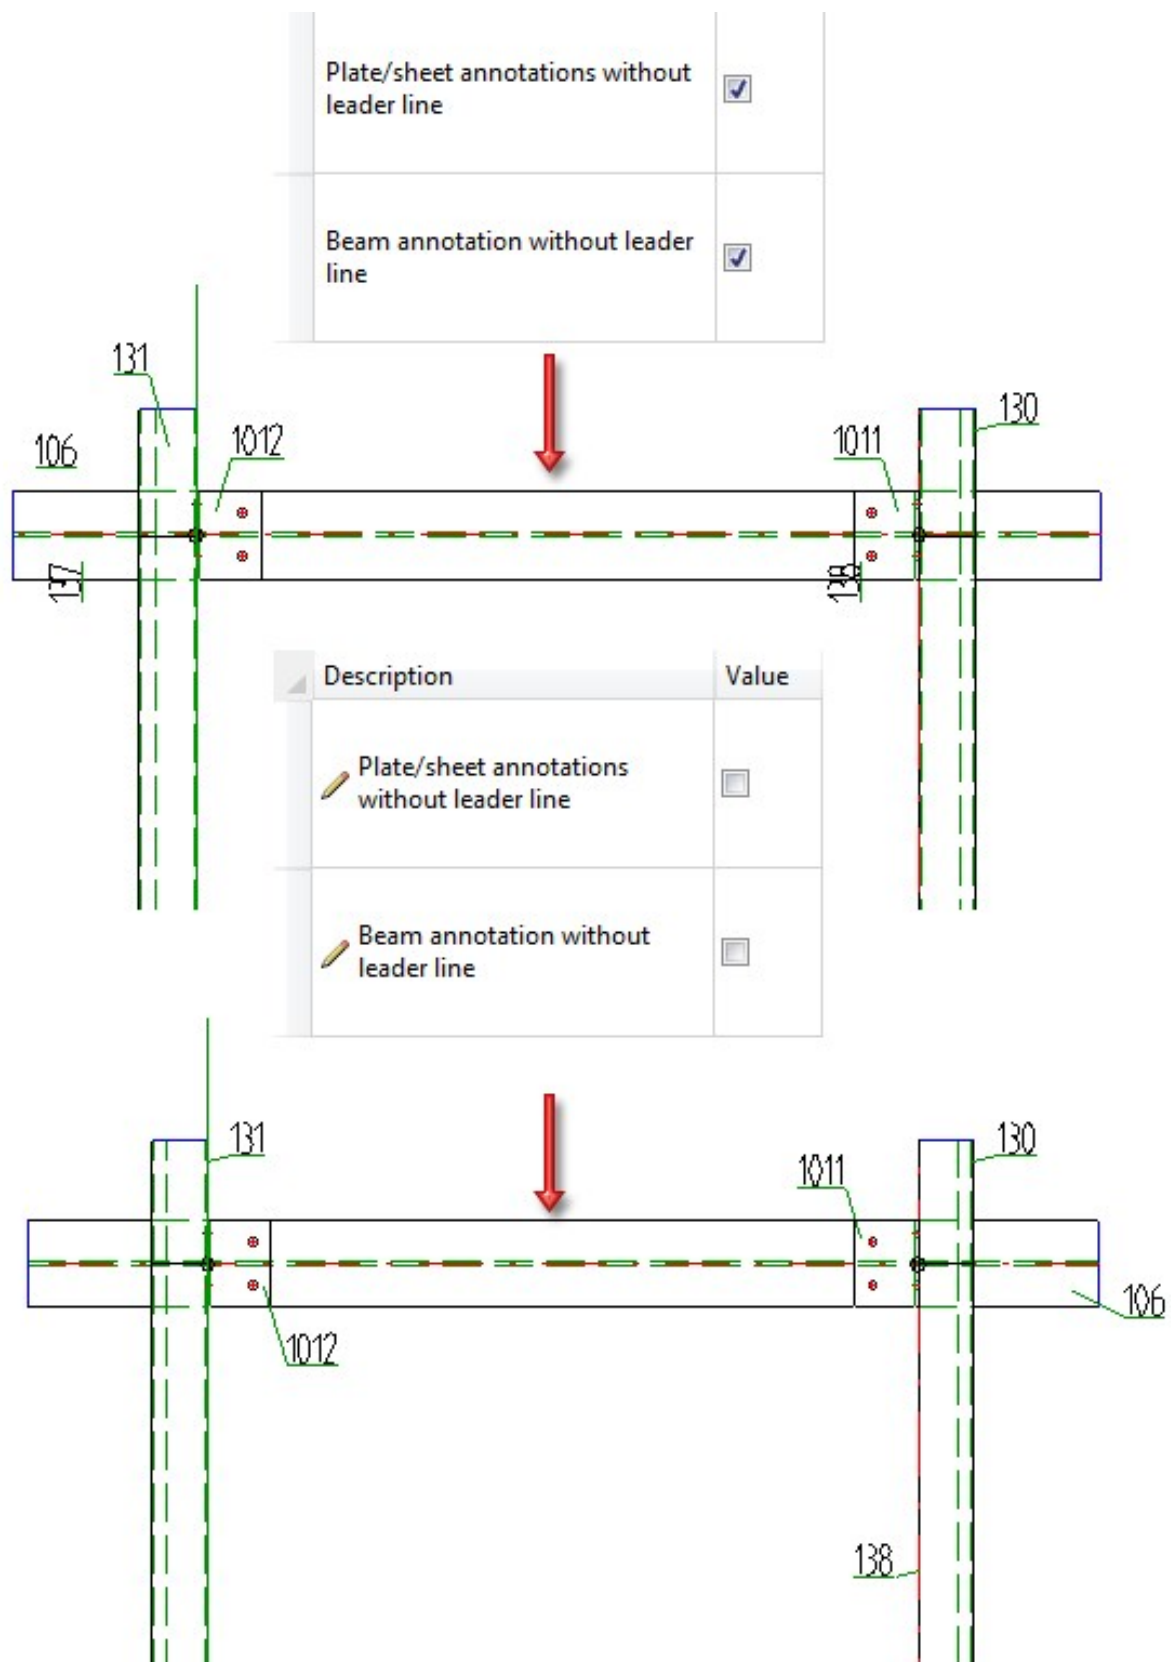 Plate/sheet annotations without
leader line
Beam annotation without leader
line
131
130
106
1012
1011
137
138
Description Value
Plate/sheet annotations
without leader line
Beam annotation without
leader line
131
130
1011
106
1012
138